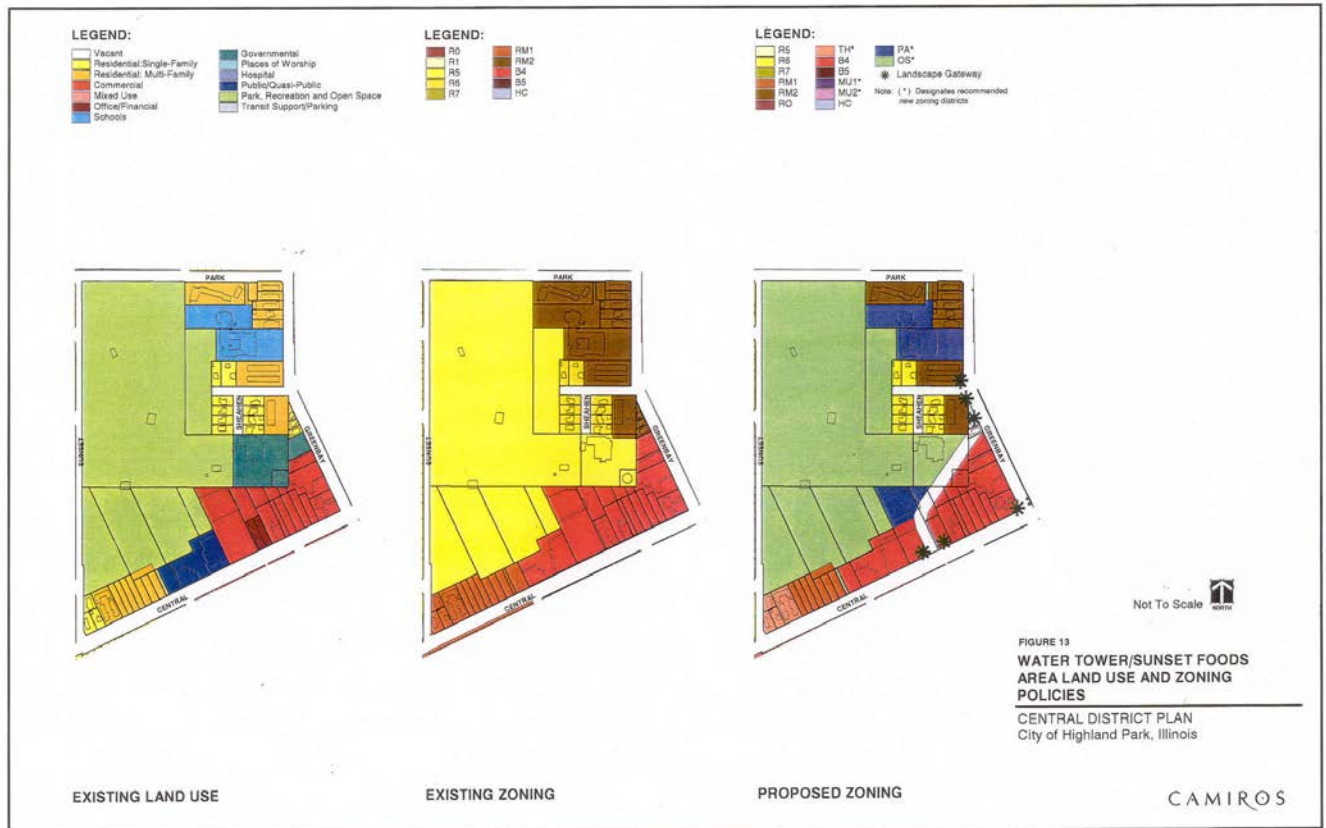 LEGEND:
Vacant
Residential:Single-Family
Residential: Multi-Family
Commercial
Mixed Use
Office/Financial
Schools
Governmental
Places of Worship
Hospital
Public/Quasi-Public
Park, Recreation and Open Space
Transit Support/Parking
LEGEND:
R0
R1
R5
R6
R7
RM1
RM2
B4
B5
HC
LEGEND:
R5
R6
R7
RM1
RM2
RO
TH*
B4
B5
MU1*
MU2*
HC
PA*
OS*
Landscape Gateway
Note: (*) Designates recommended
new zoning districts
PARK
SUNSET
SHEAHEN
GREENBAY
CENTRAL
PARK
SUNSET
SHEAHEN
GREENBAY
CENTRAL
PARK
SUNSET
SHEAHEN
GREENBAY
CENTRAL
Not To Scale
NORTH
FIGURE 13
WATER TOWER/SUNSET FOODS
AREA LAND USE AND ZONING
POLICIES
CENTRAL DISTRICT PLAN
City of Highland Park, Illinois
EXISTING LAND USE
EXISTING ZONING
PROPOSED ZONING
CAMIROS